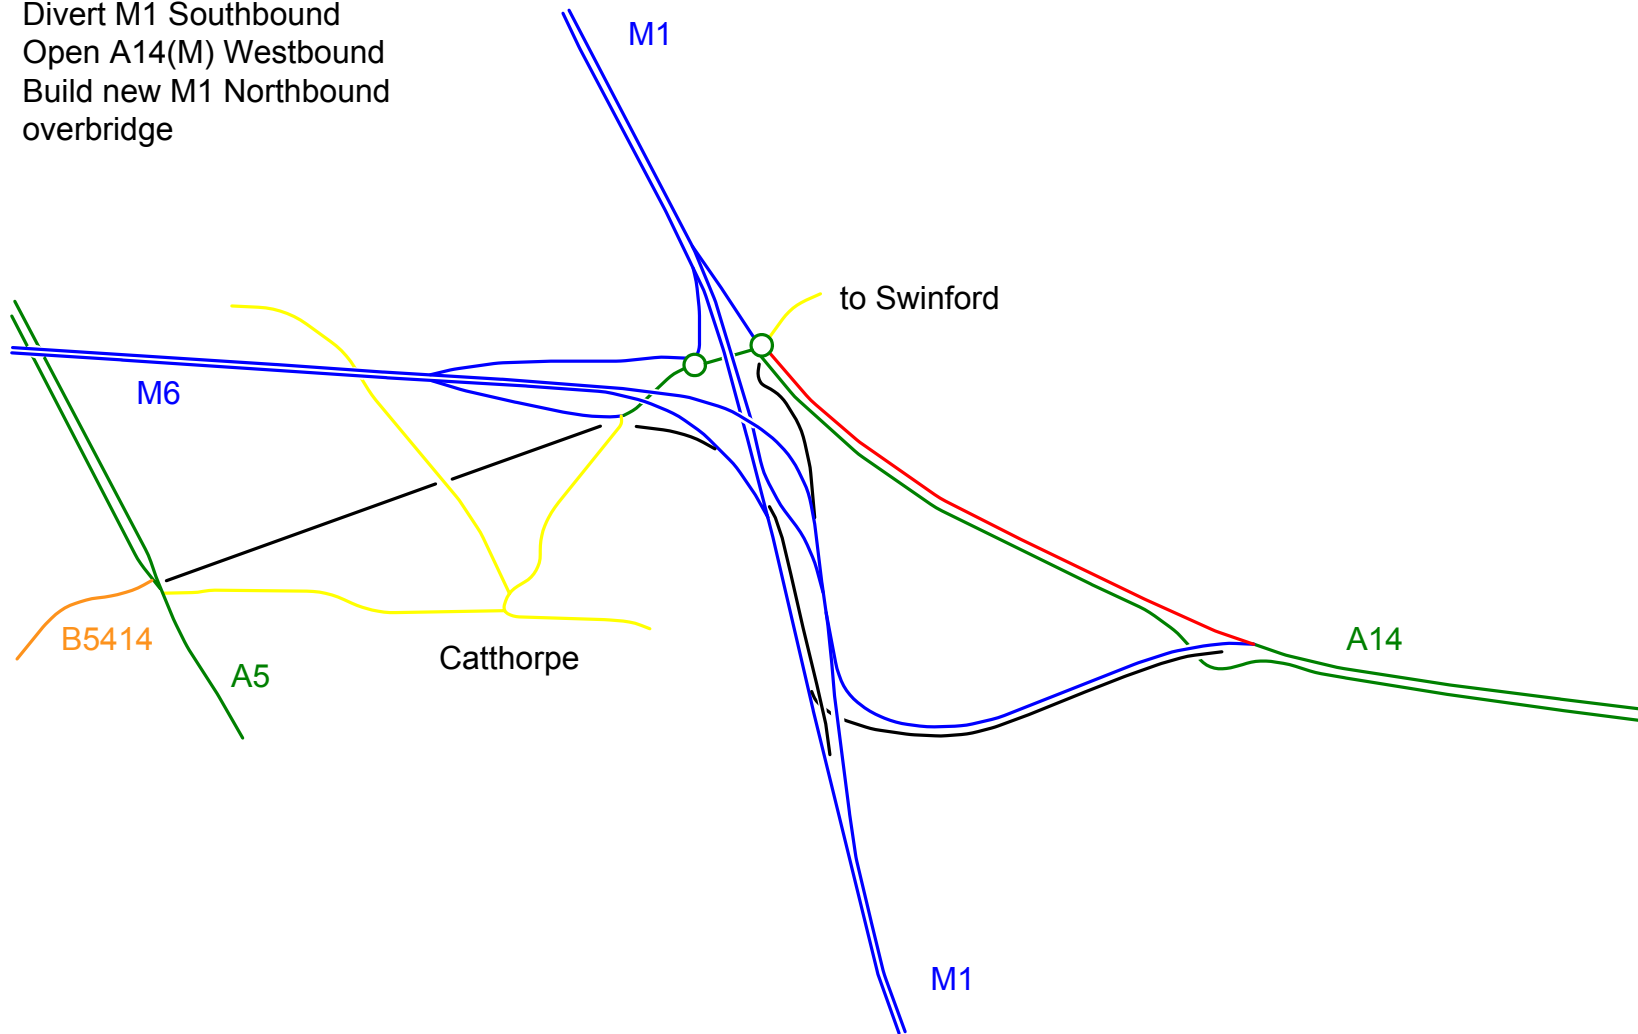 Divert M1 Southbound
Open A14(M) Westbound
Build new M1 Northbound
overbridge
M1
to Swinford
M6
B5414
A5
Catthorpe
A14
M1